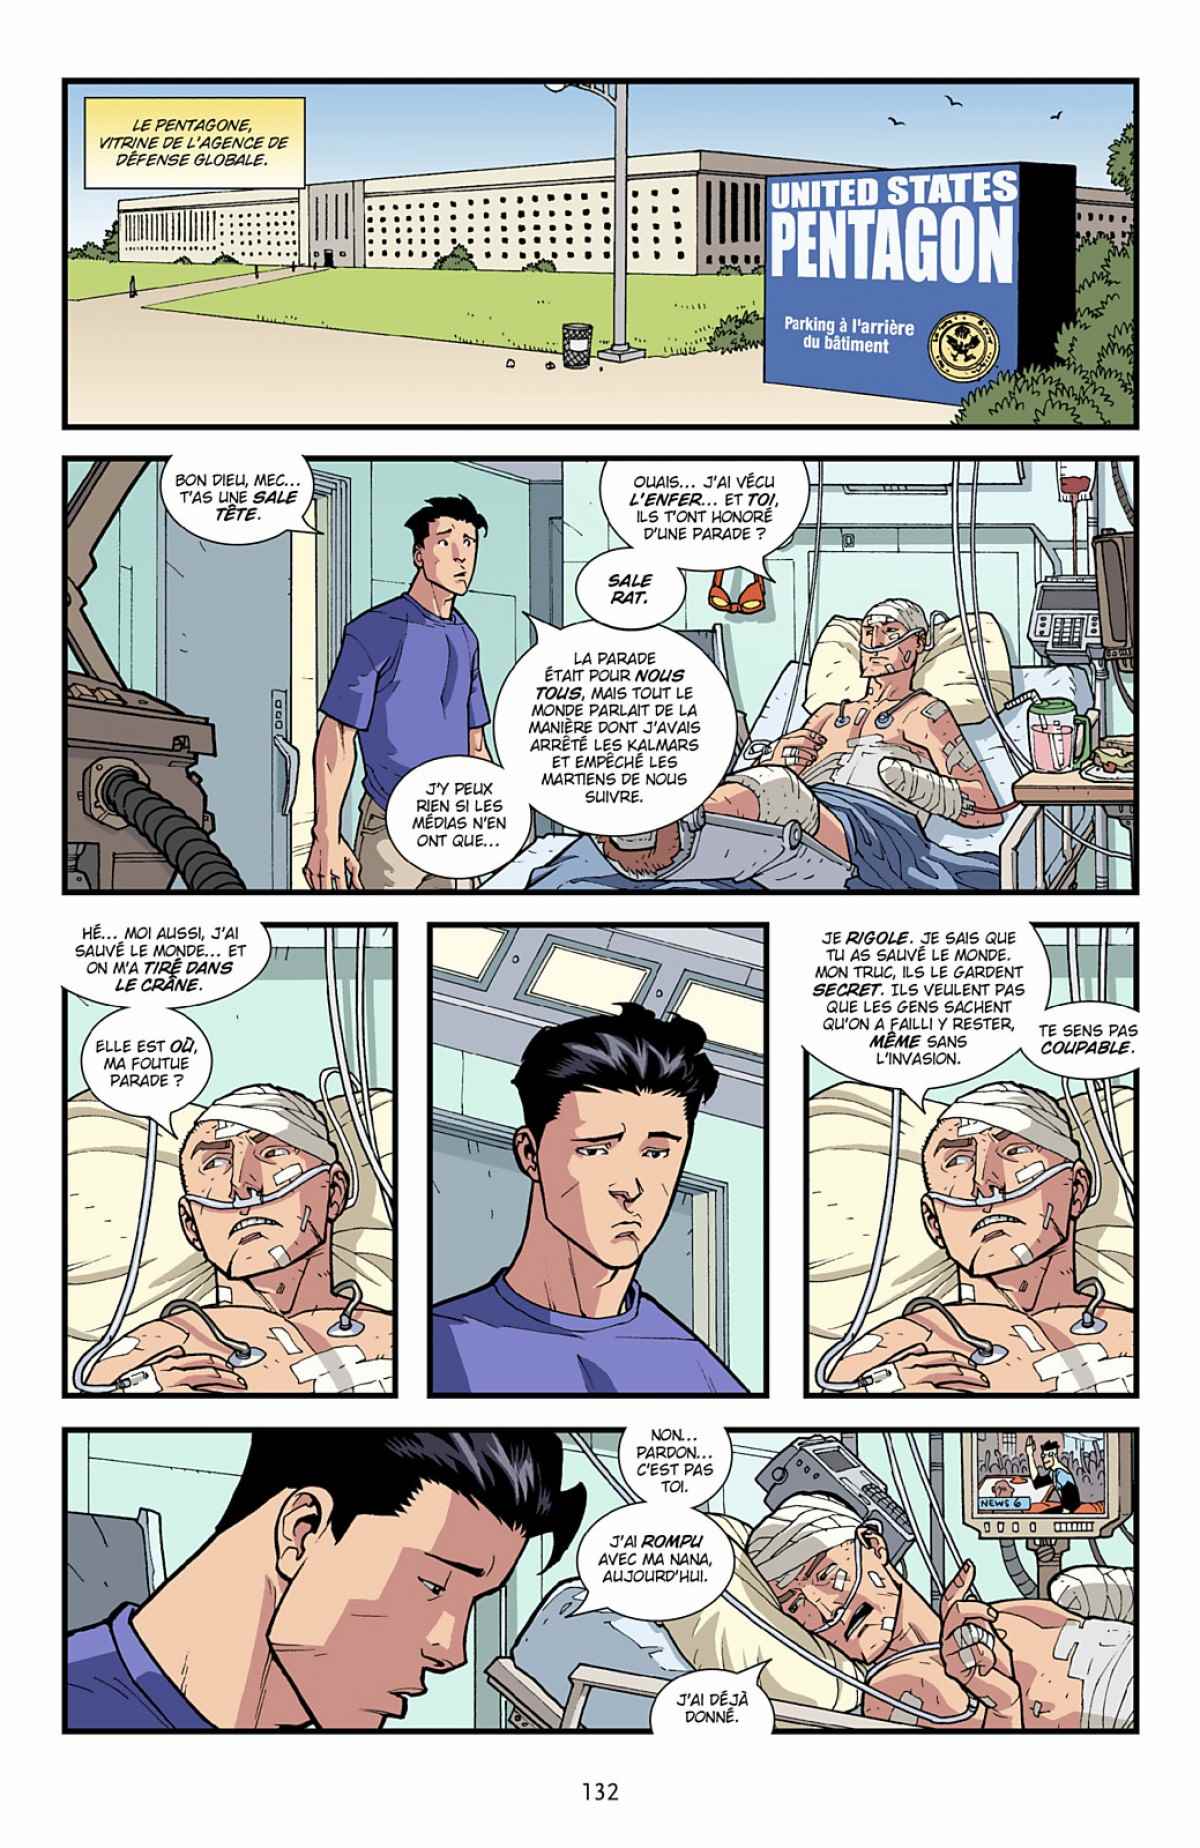 LE PENTAGONE,
VITRINE DE L'AGENCE DE
DÉFENSE GLOBALE.
UNITED STATES
PENTAGON
Parking à l'arrière
du bâtiment
BON DIEU, MEC...
T'AS UNE SALE
TÊTE.
OUAIS... J'AI VÉCU
L'ENFER... ET TOI,
ILS T'ONT HONORÉ
D'UNE PARADE ?
SALE
RAT.
LA PARADE
ÉTAIT POUR NOUS
TOUS, MAIS TOUT LE
MONDE PARLAIT DE LA
MANIÈRE DONT J'AVAIS
ARRÊTÉ LES KALMARS
ET EMPÊCHÉ LES
MARTIENS DE NOUS
SUIVRE.
J'Y PEUX
RIEN SI LES
MÉDIAS N'EN
ONT QUE...
HÉ... MOI AUSSI, J'AI
SAUVÉ LE MONDE... ET
ON M'A TIRÉ DANS
LE CRÂNE.
ELLE EST OÙ,
MA FOUTUE
PARADE ?
JE RIGOLE. JE SAIS QUE
TU AS SAUVÉ LE MONDE.
MON TRUC, ILS LE GARDENT
SECRET. ILS VEULENT PAS
QUE LES GENS SACHENT
QU'ON A FAILLI Y RESTER,
MÊME SANS
L'INVASION.
TE SENS PAS
COUPABLE.
NON...
PARDON...
C'EST PAS
TOI.
J'AI ROMPU
AVEC MA NANA,
AUJOURD'HUI.
NEWS 6
J'AI DÉJÀ
DONNÉ.
132